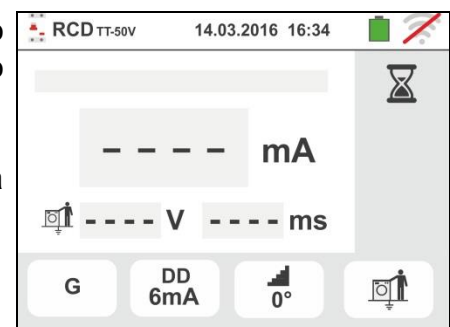 RCD TT-50V 14.03.2016 16:34
- - - - mA
- - - - V - - - - ms
G DD 6mA 0°